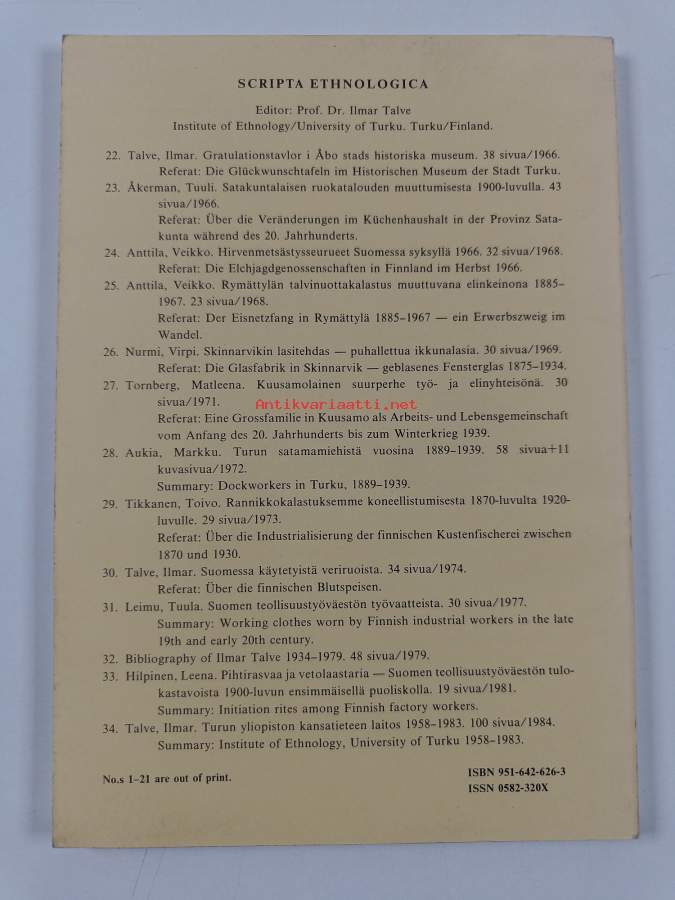 SCRIPTA ETHNOLOGICA
Editor: Prof. Dr. Ilmar Talve
Institute of Ethnology/University of Turku. Turku/Finland.
22. Talve, Ilmar. Gratulationstavlor i Åbo stads historiska museum. 38 sivua/1966.
Referat: Die Glückwunschtafeln im Historischen Museum der Stadt Turku.
23. Åkerman, Tuuli. Satakuntalaisen ruokatalouden muuttumisesta 1900-luvulla. 43
sivua/1966.
Referat: Über die Veränderungen im Küchenhaushalt in der Provinz Sata-
kunta während des 20. Jahrhunderts.
24. Anttila, Veikko. Hirvenmetsästysseurueet Suomessa syksyllä 1966. 32 sivua/1968.
Referat: Die Elchjagdgenossenschaften in Finnland im Herbst 1966.
25. Anttila, Veikko. Rymättylän talvinuottakalastus muuttuvana elinkeinona 1885–
1967. 23 sivua/1968.
Referat: Der Eisnetzfang in Rymättylä 1885–1967 — ein Erwerbszweig im
Wandel.
26. Nurmi, Virpi. Skinnarvikin lasitehdas — puhallettua ikkunalasia. 30 sivua/1969.
Referat: Die Glasfabrik in Skinnarvik — geblasenes Fensterglas 1875–1934.
27. Tornberg, Matleena. Kuusamolainen suurperhe työ- ja elinyhteisönä. 30
sivua/1971.
Antikvariaatti.net
Referat: Eine Grossfamilie in Kuusamo als Arbeits- und Lebensgemeinschaft
vom Anfang des 20. Jahrhunderts bis zum Winterkrieg 1939.
28. Aukia, Markku. Turun satamamiehistä vuosina 1889–1939. 58 sivua+11
kuvasivua/1972.
Summary: Dockworkers in Turku, 1889–1939.
29. Tikkanen, Toivo. Rannikkokalastuksemme koneellistumisesta 1870-luvulta 1920-
luvulle. 29 sivua/1973.
Referat: Über die Industrialisierung der finnischen Kustenfischerei zwischen
1870 und 1930.
30. Talve, Ilmar. Suomessa käytetyistä veriruoista. 34 sivua/1974.
Referat: Über die finnischen Blutspeisen.
31. Leimu, Tuula. Suomen teollisuustyöväestön työvaatteista. 30 sivua/1977.
Summary: Working clothes worn by Finnish industrial workers in the late
19th and early 20th century.
32. Bibliography of Ilmar Talve 1934–1979. 48 sivua/1979.
33. Hilpinen, Leena. Pihtirasvaa ja vetolaastaria — Suomen teollisuustyöväestön tulo-
kastavoista 1900-luvun ensimmäisellä puoliskolla. 19 sivua/1981.
Summary: Initiation rites among Finnish factory workers.
34. Talve, Ilmar. Turun yliopiston kansatieteen laitos 1958–1983. 100 sivua/1984.
Summary: Institute of Ethnology, University of Turku 1958–1983.
No.s 1–21 are out of print.
ISBN 951-642-626-3
ISSN 0582-320X